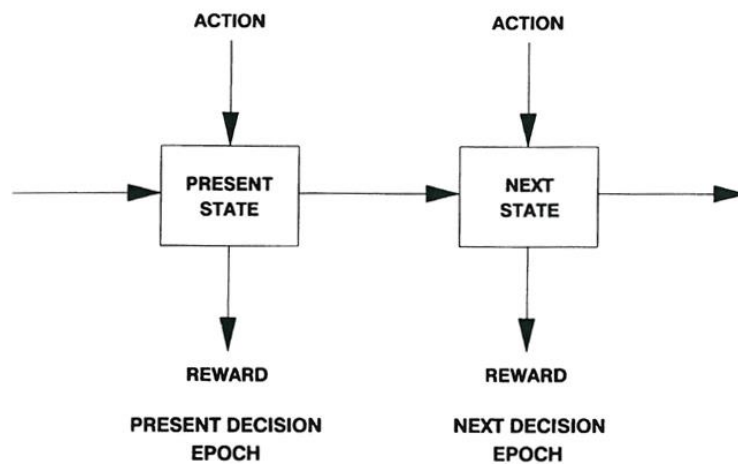 ACTION
ACTION
PRESENT
STATE
NEXT
STATE
REWARD
REWARD
PRESENT DECISION
EPOCH
NEXT DECISION
EPOCH